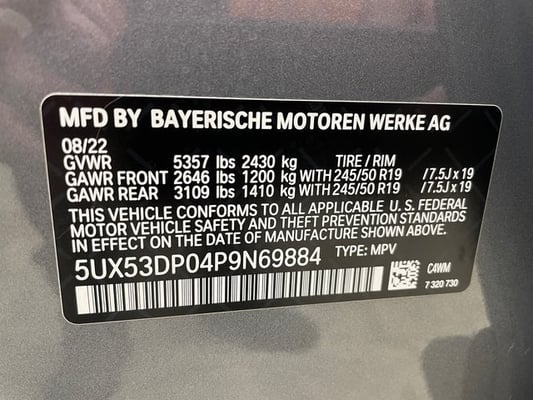 MFD BY BAYERISCHE MOTOREN WERKE AG
08/22
GVWR 5357 lbs 2430 kg TIRE / RIM
GAWR FRONT 2646 lbs 1200 kg WITH 245/50 R19 /7.5J x 19
GAWR REAR 3109 lbs 1410 kg WITH 245/50 R19 /7.5J x 19
THIS VEHICLE CONFORMS TO ALL APPLICABLE U. S. FEDERAL
MOTOR VEHICLE SAFETY AND THEFT PREVENTION STANDARDS
IN EFFECT ON THE DATE OF MANUFACTURE SHOWN ABOVE.
5UX53DP04P9N69884 TYPE: MPV
C4WM
7 320 730